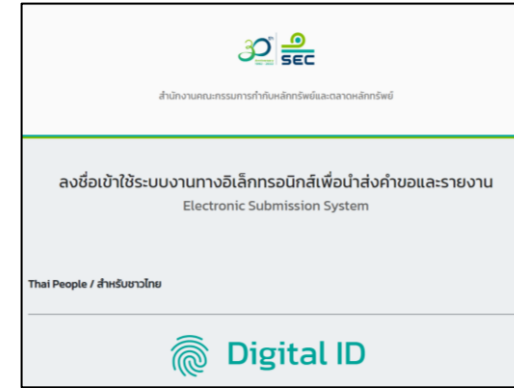 30th SEC
สำนักงานคณะกรรมการกำกับหลักทรัพย์และตลาดหลักทรัพย์
ลงชื่อเข้าใช้ระบบงานทางอิเล็กทรอนิกส์เพื่อนำส่งคำขอและรายงาน
Electronic Submission System
Thai People / สำหรับชาวไทย
Digital ID